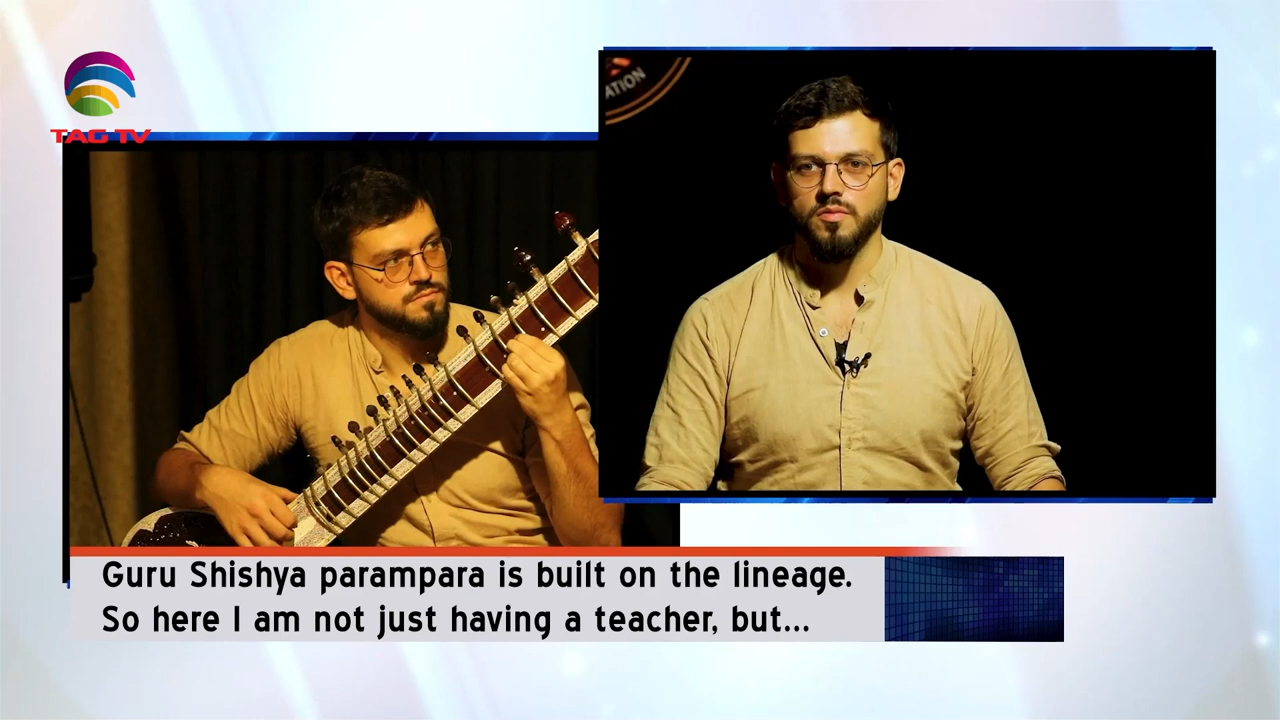 TAG TV
ATION
Guru Shishya parampara is built on the lineage.
So here I am not just having a teacher, but...